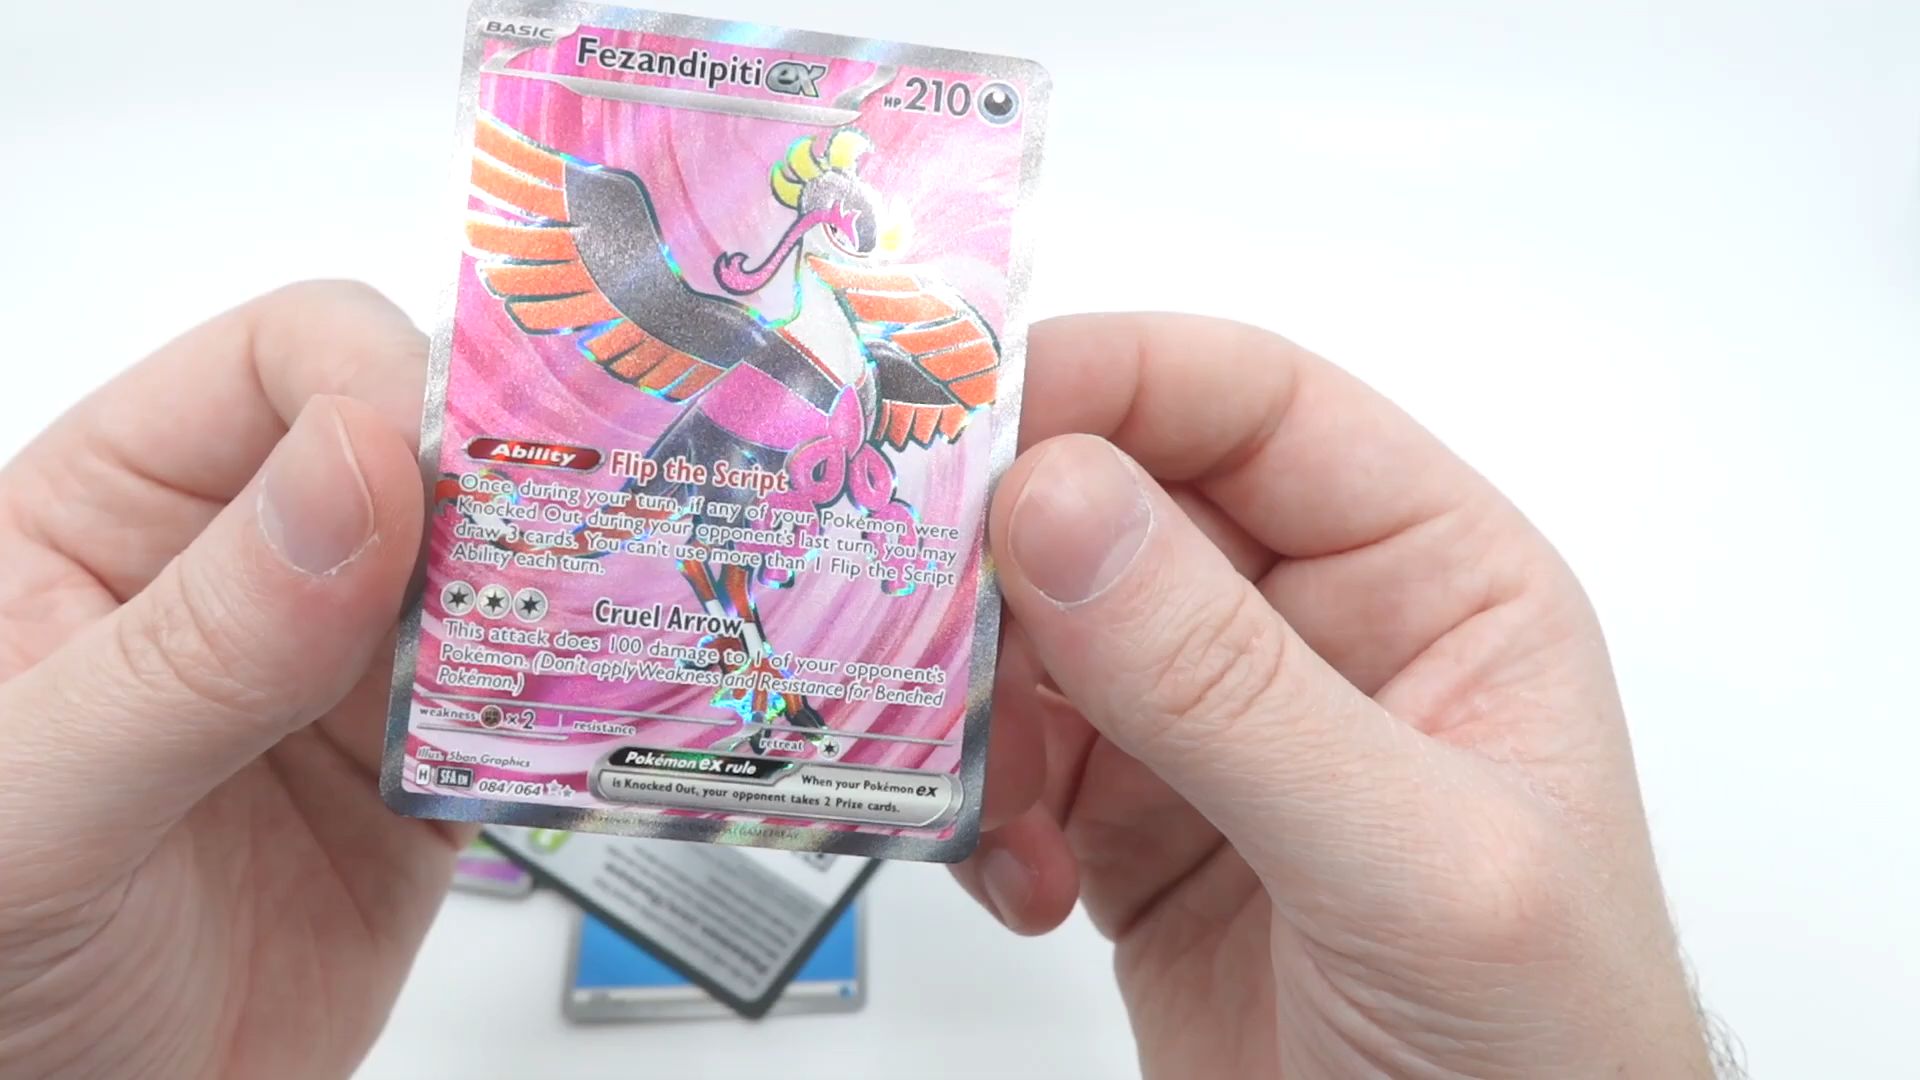 BASIC
Fezandipiti ex
HP 210
Ability Flip the Script
Once during your turn, if any of your Pokémon were
Knocked Out during your opponent's last turn, you may
draw 3 cards. You can't use more than 1 Flip the Script
Ability each turn.
Cruel Arrow
This attack does 100 damage to 1 of your opponent's
Pokémon. (Don't apply Weakness and Resistance for Benched
Pokémon.)
weakness ×2 resistance
retreat
Illus. 5ban Graphics
Pokémon ex rule
When your Pokémon ex
is Knocked Out, your opponent takes 2 Prize cards.
H SFA EN 084/064